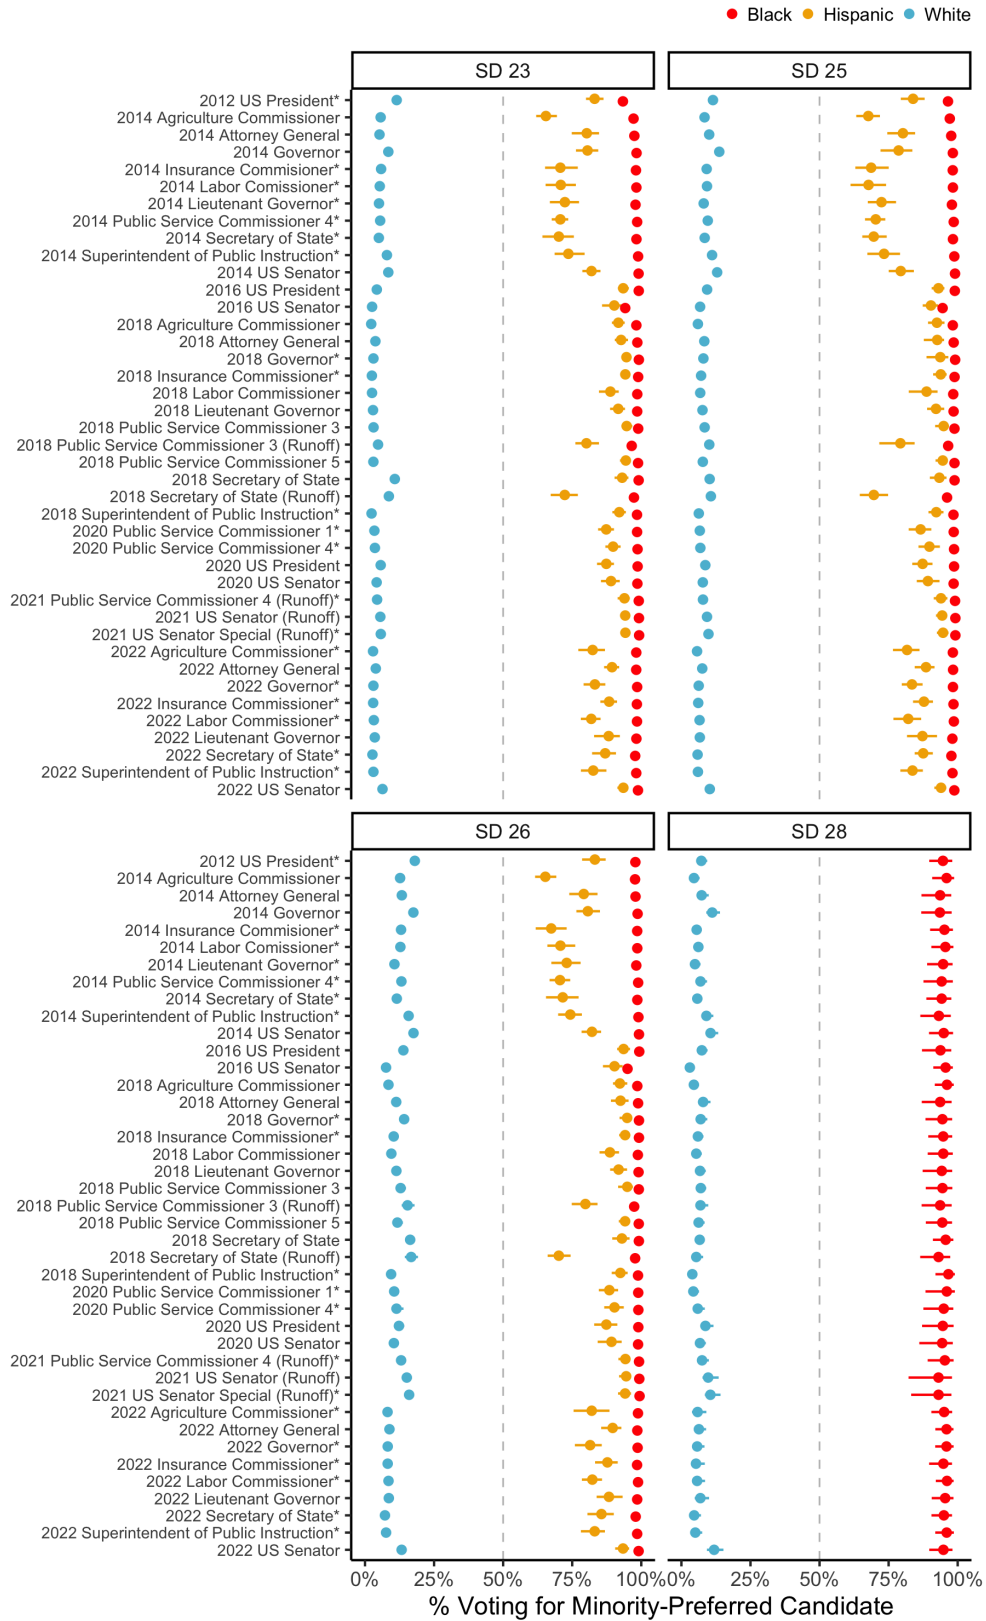 Black Hispanic White
SD 23 SD 25
2012 US President*
2014 Agriculture Commissioner
2014 Attorney General
2014 Governor
2014 Insurance Commisioner*
2014 Labor Comissioner*
2014 Lieutenant Governor*
2014 Public Service Commissioner 4*
2014 Secretary of State*
2014 Superintendent of Public Instruction*
2014 US Senator
2016 US President
2016 US Senator
2018 Agriculture Commissioner
2018 Attorney General
2018 Governor*
2018 Insurance Commissioner*
2018 Labor Commissioner
2018 Lieutenant Governor
2018 Public Service Commissioner 3
2018 Public Service Commissioner 3 (Runoff)
2018 Public Service Commissioner 5
2018 Secretary of State
2018 Secretary of State (Runoff)
2018 Superintendent of Public Instruction*
2020 Public Service Commissioner 1*
2020 Public Service Commissioner 4*
2020 US President
2020 US Senator
2021 Public Service Commissioner 4 (Runoff)*
2021 US Senator (Runoff)
2021 US Senator Special (Runoff)*
2022 Agriculture Commissioner*
2022 Attorney General
2022 Governor*
2022 Insurance Commissioner*
2022 Labor Commissioner*
2022 Lieutenant Governor
2022 Secretary of State*
2022 Superintendent of Public Instruction*
2022 US Senator
SD 26 SD 28
2012 US President*
2014 Agriculture Commissioner
2014 Attorney General
2014 Governor
2014 Insurance Commisioner*
2014 Labor Comissioner*
2014 Lieutenant Governor*
2014 Public Service Commissioner 4*
2014 Secretary of State*
2014 Superintendent of Public Instruction*
2014 US Senator
2016 US President
2016 US Senator
2018 Agriculture Commissioner
2018 Attorney General
2018 Governor*
2018 Insurance Commissioner*
2018 Labor Commissioner
2018 Lieutenant Governor
2018 Public Service Commissioner 3
2018 Public Service Commissioner 3 (Runoff)
2018 Public Service Commissioner 5
2018 Secretary of State
2018 Secretary of State (Runoff)
2018 Superintendent of Public Instruction*
2020 Public Service Commissioner 1*
2020 Public Service Commissioner 4*
2020 US President
2020 US Senator
2021 Public Service Commissioner 4 (Runoff)*
2021 US Senator (Runoff)
2021 US Senator Special (Runoff)*
2022 Agriculture Commissioner*
2022 Attorney General
2022 Governor*
2022 Insurance Commissioner*
2022 Labor Commissioner*
2022 Lieutenant Governor
2022 Secretary of State*
2022 Superintendent of Public Instruction*
2022 US Senator
0% 25% 50% 75% 100% 0% 25% 50% 75% 100%
% Voting for Minority-Preferred Candidate